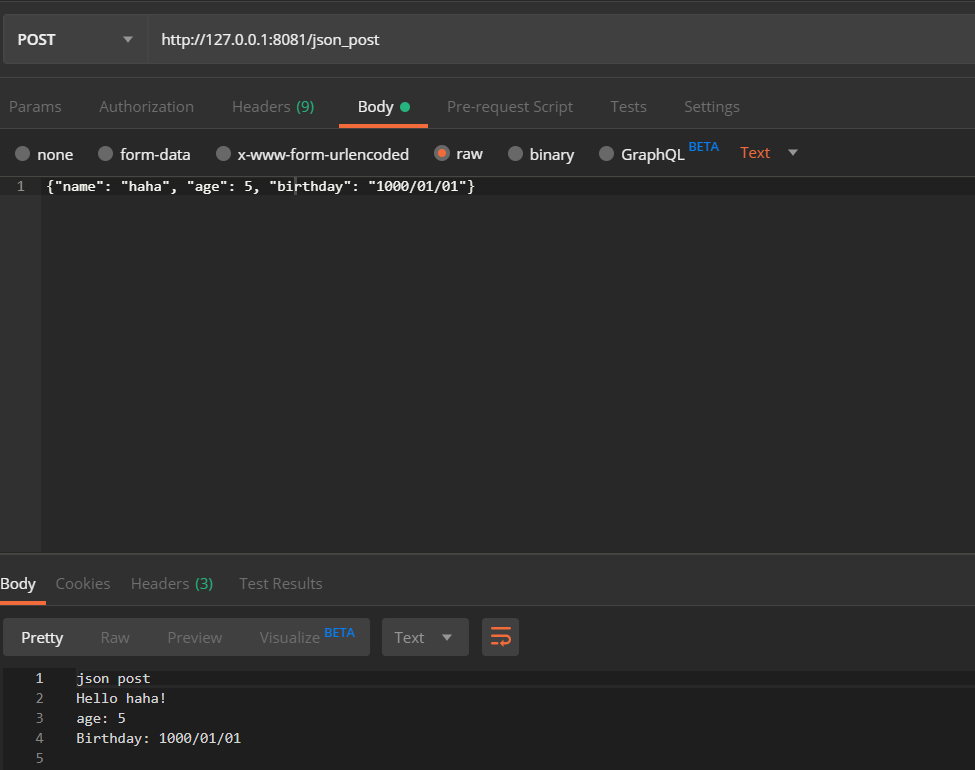 POST http://127.0.0.1:8081/json_post
Params Authorization Headers (9) Body Pre-request Script Tests Settings
none form-data x-www-form-urlencoded raw binary GraphQL BETA Text
1 {"name": "haha", "age": 5, "birthday": "1000/01/01"}
Body Cookies Headers (3) Test Results
Pretty Raw Preview Visualize BETA Text
1 json post
2 Hello haha!
3 age: 5
4 Birthday: 1000/01/01
5